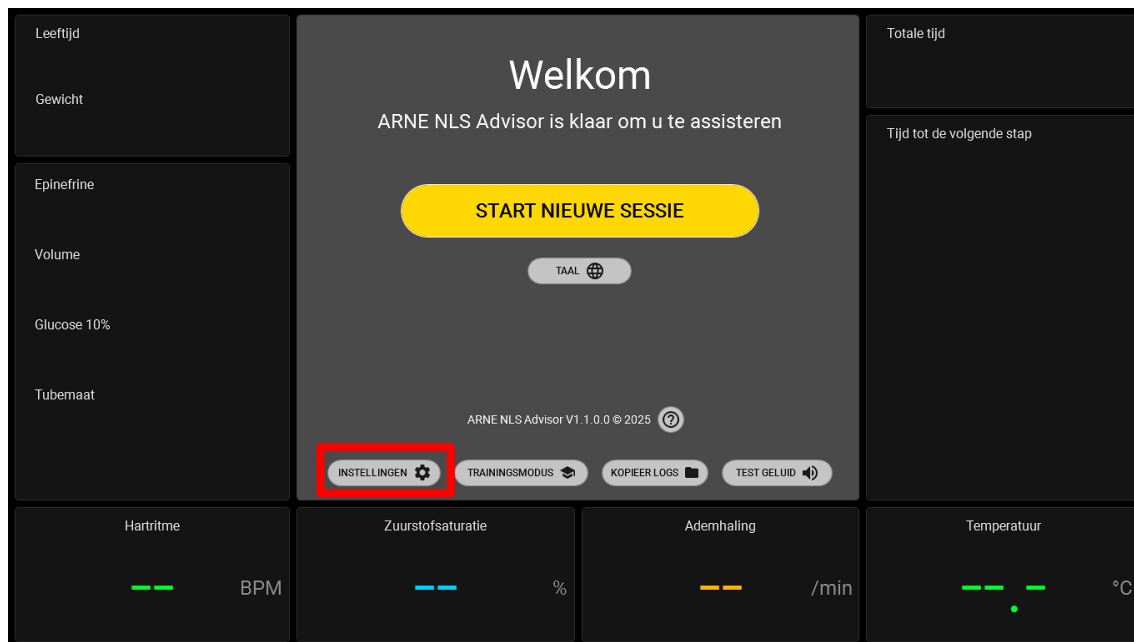 Leeftijd
Gewicht
Epinefrine
Volume
Glucose 10%
Tubemaat
Welkom
ARNE NLS Advisor is klaar om u te assisteren
START NIEUWE SESSIE
TAAL
ARNE NLS Advisor V1.1.0.0 © 2025 ?
INSTELLINGEN
TRAININGSMODUS
KOPIEER LOGS
TEST GELUID
Totale tijd
Tijd tot de volgende stap
Hartritme
-- BPM
Zuurstofsaturatie
-- %
Ademhaling
-- /min
Temperatuur
--.- °C